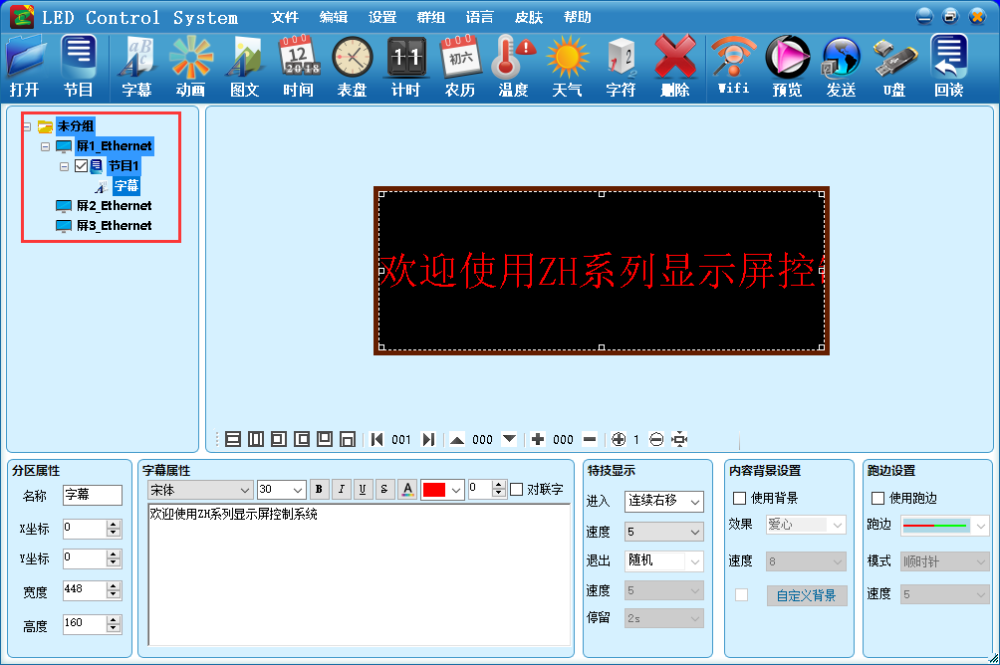 LED Control System 文件 编辑 设置 群组 语言 皮肤 帮助
打开 节目 字幕 动画 图文 时间 表盘 计时 农历 温度 天气 字符 删除 Wifi 预览 发送 U盘 回读
12
2018
11
初六
2
未分组
屏1_Ethernet
节目1
字幕
屏2_Ethernet
屏3_Ethernet
欢迎使用ZH系列显示屏控制
001 000 000 1
分区属性
名称 字幕
X坐标 0
Y坐标 0
宽度 448
高度 160
字幕属性
宋体 30 B I U S A 0 对联字
欢迎使用ZH系列显示屏控制系统
特技显示
进入 连续右移
速度 5
退出 随机
速度 5
停留 2s
内容背景设置
使用背景
效果 爱心
速度 8
自定义背景
跑边设置
使用跑边
跑边
模式 顺时针
速度 5